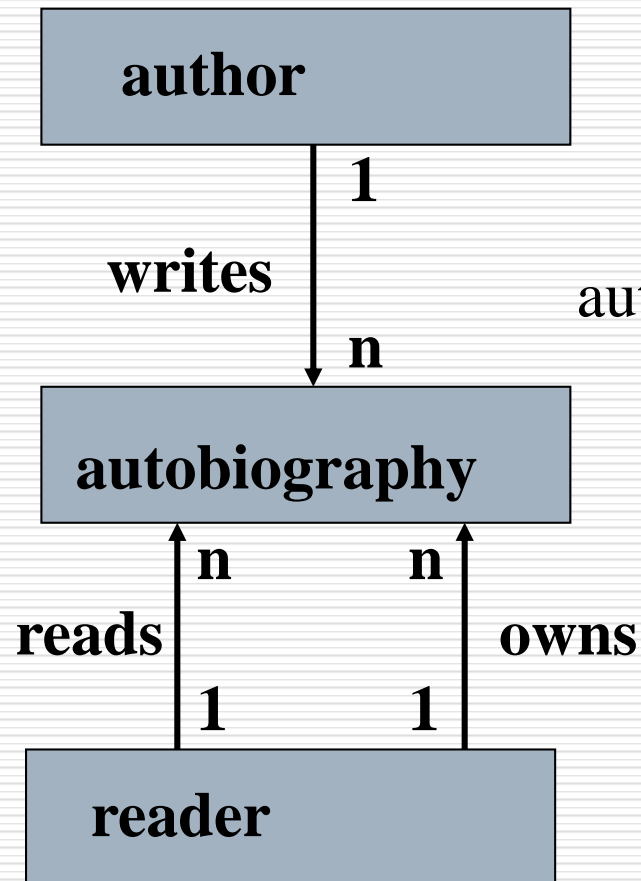 author
1
writes
n
autobiography
n n
reads owns
1 1
reader